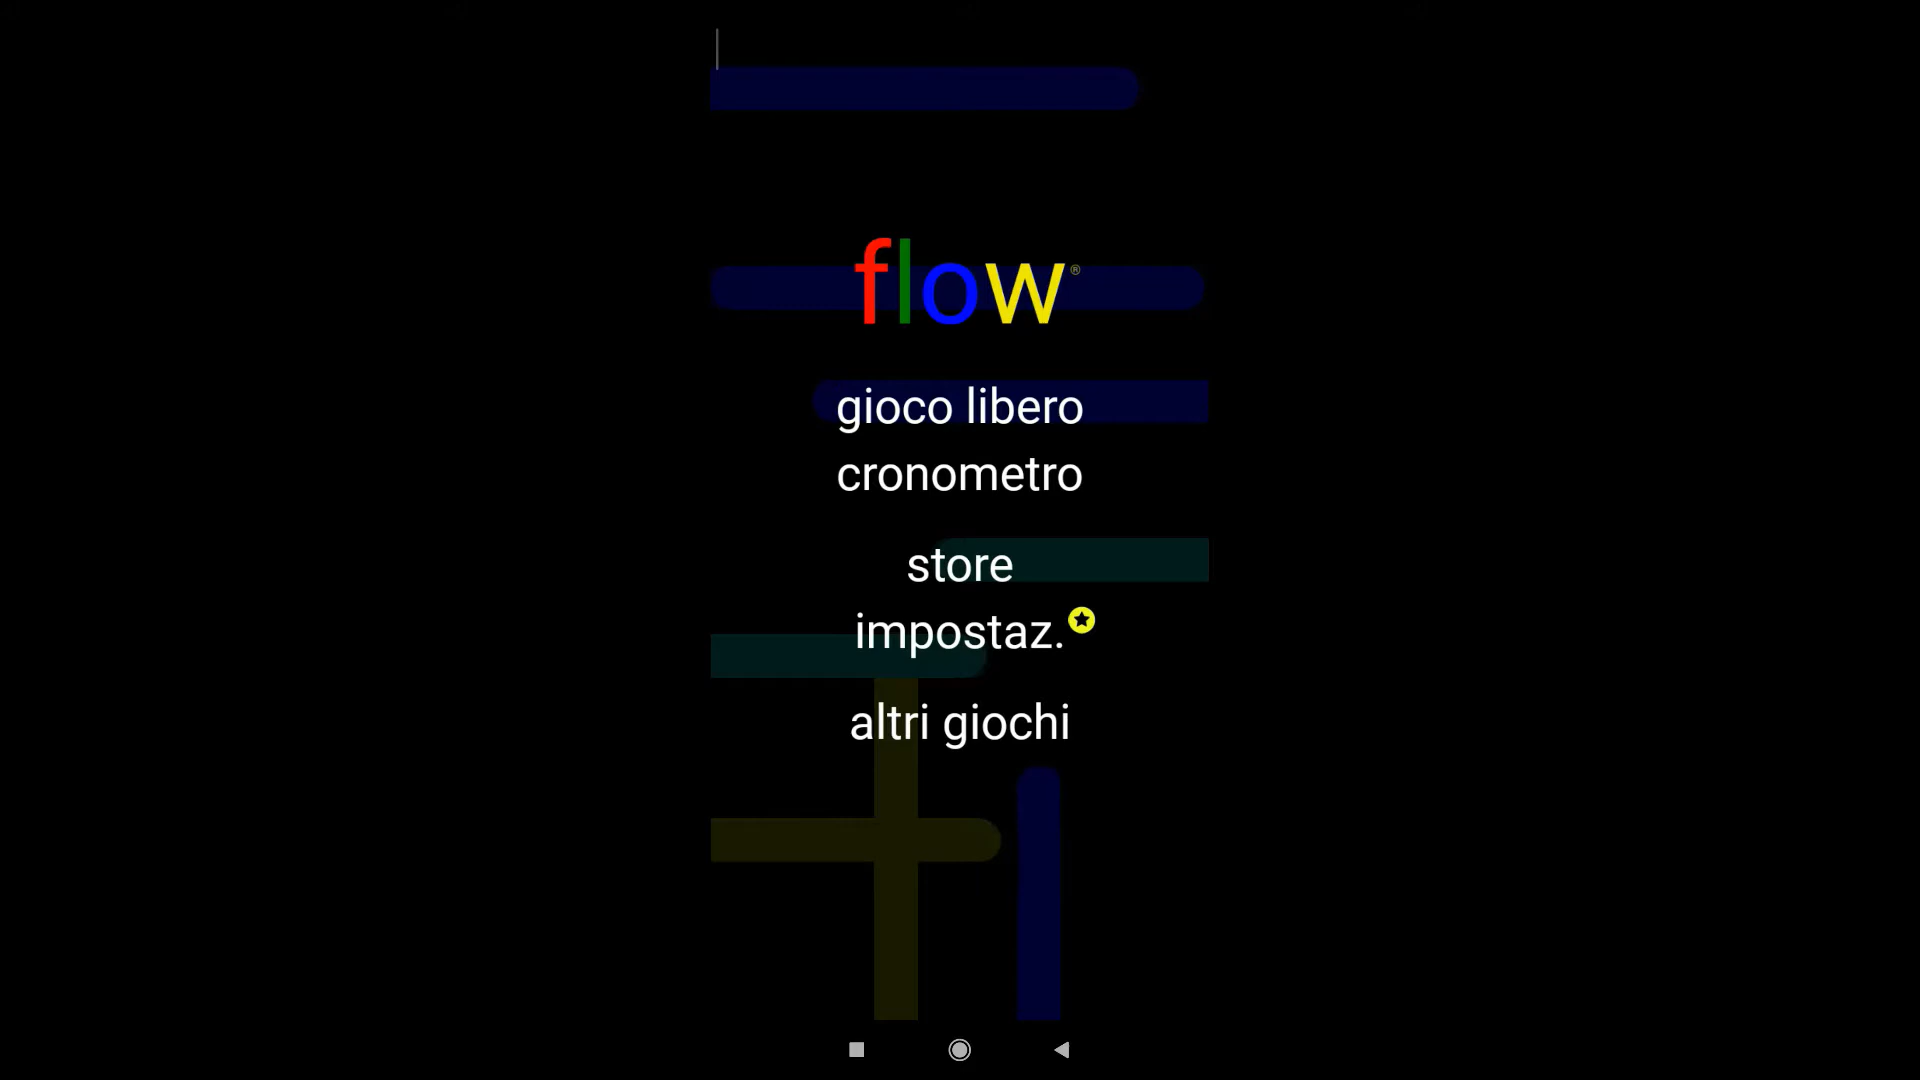 flow®
gioco libero
cronometro
store
impostaz.
altri giochi